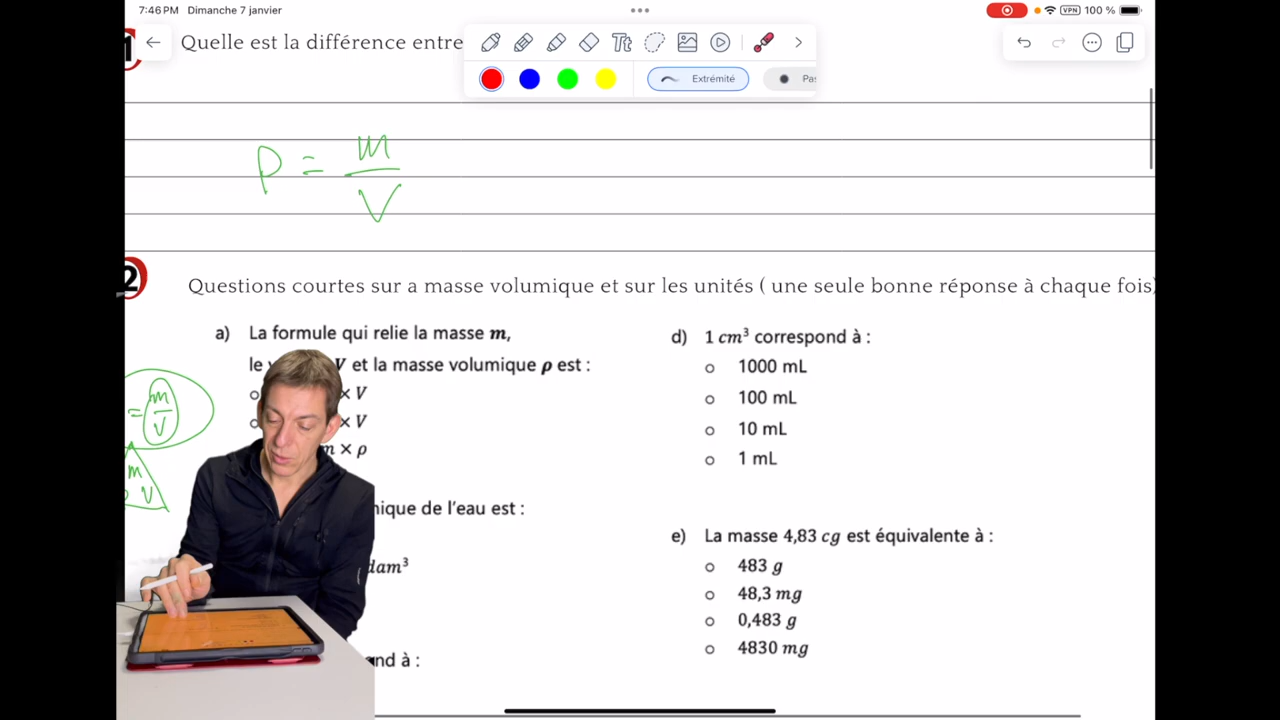 7:46 PM Dimanche 7 janvier
VPN 100 %
Quelle est la différence entre
Tt
Extrémité
ρ = m
V
2
Questions courtes sur a masse volumique et sur les unités ( une seule bonne réponse à chaque fois)
a) La formule qui relie la masse m,
le V et la masse volumique ρ est :
× V
× V
m × ρ
= m
V
m
V
nique de l'eau est :
dam³
nd à :
d) 1 cm³ correspond à :
1000 mL
100 mL
10 mL
1 mL
e) La masse 4,83 cg est équivalente à :
483 g
48,3 mg
0,483 g
4830 mg